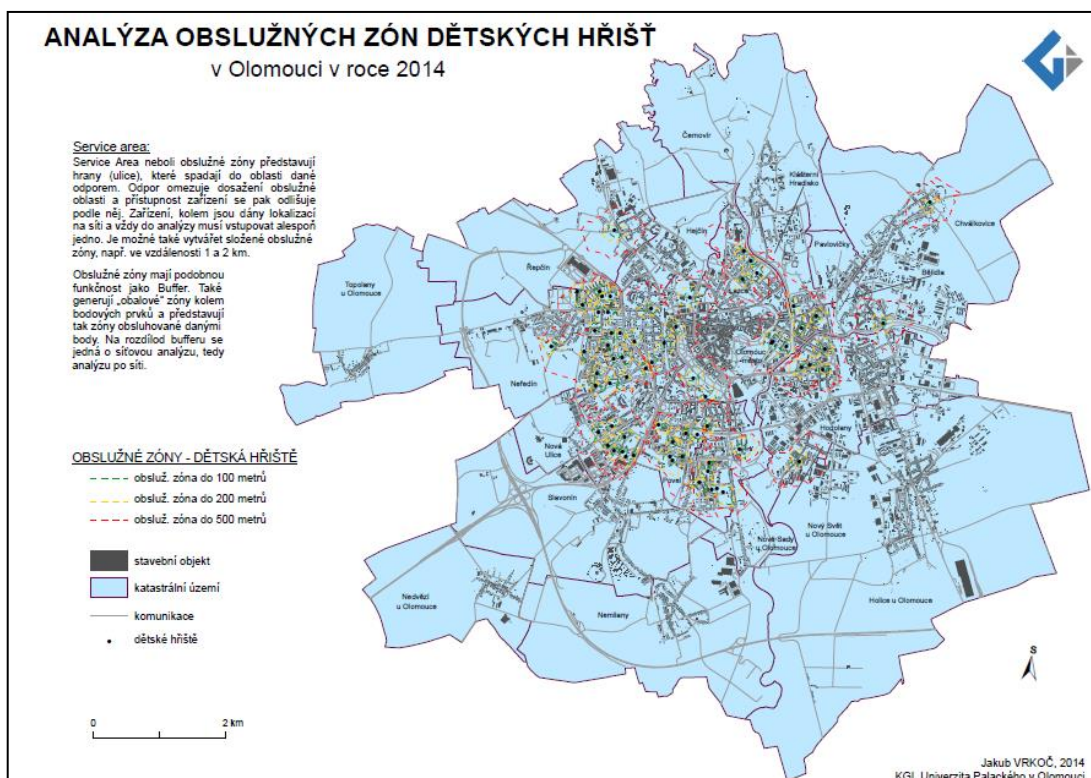 ANALÝZA OBSLUŽNÝCH ZÓN DĚTSKÝCH HŘIŠŤ
v Olomouci v roce 2014
Service area:
Service Area neboli obslužné zóny představují
hrany (ulice), které spadají do oblasti dané
odporem. Odpor omezuje dosažení obslužné
oblasti a přístupnost zařízení se pak odlišuje
podle něj. Zařízení, kolem jsou dány lokalizací
na síti a vždy do analýzy musí vstupovat alespoň
jedno. Je možné také vytvářet složené obslužné
zóny, např. ve vzdálenosti 1 a 2 km.
Obslužné zóny mají podobnou
funkčnost jako Buffer. Také
generují „obalové“ zóny kolem
bodových prvků a představují
tak zóny obsluhované danými
body. Na rozdílod bufferu se
jedná o síťovou analýzu, tedy
analýzu po síti.
OBSLUŽNÉ ZÓNY - DĚTSKÁ HŘIŠTĚ
obsluž. zóna do 100 metrů
obsluž. zóna do 200 metrů
obsluž. zóna do 500 metrů
stavební objekt
katastrální území
komunikace
dětské hřiště
0 2 km
Černovír
Klášterní
Hradisko
Chválkovice
Hejčín
Pavlovičky
Bělidla
Řepčín
Lazce
Topolany
u Olomouce
Olomouc
-město
Neředín
Hodolany
Nová
Ulice
Povel
Slavonín
Nový Svět
u Olomouce
Nové Sady
u Olomouce
Nedvězí
u Olomouce
Nemilany
Holice u Olomouce
S
Jakub VRKOČ, 2014
KGI, Univerzita Palackého v Olomouci